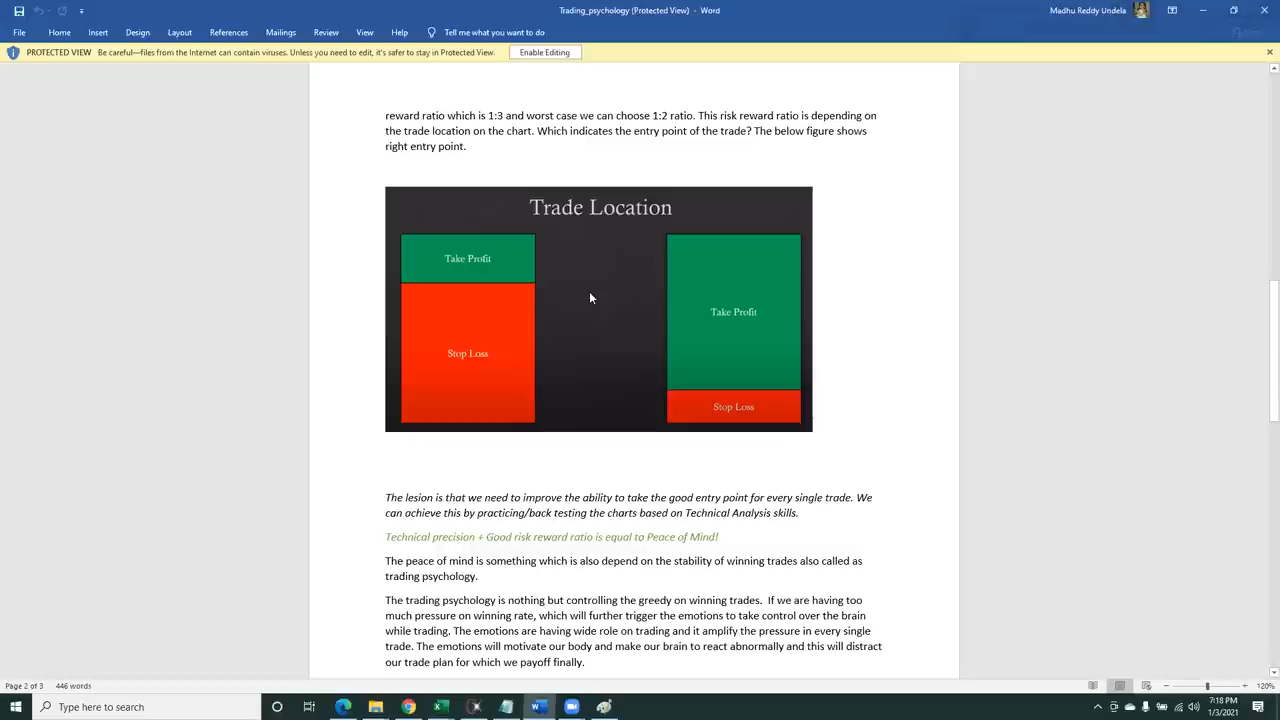 Trading_psychology (Protected View) - Word
Madhu Reddy Undela
File Home Insert Design Layout References Mailings Review View Help Tell me what you want to do
PROTECTED VIEW Be careful—files from the Internet can contain viruses. Unless you need to edit, it's safer to stay in Protected View. Enable Editing
reward ratio which is 1:3 and worst case we can choose 1:2 ratio. This risk reward ratio is depending on
the trade location on the chart. Which indicates the entry point of the trade? The below figure shows
right entry point.
Trade Location
Take Profit
Stop Loss
Take Profit
Stop Loss
The lesion is that we need to improve the ability to take the good entry point for every single trade. We
can achieve this by practicing/back testing the charts based on Technical Analysis skills.
Technical precision + Good risk reward ratio is equal to Peace of Mind!
The peace of mind is something which is also depend on the stability of winning trades also called as
trading psychology.
The trading psychology is nothing but controlling the greedy on winning trades. If we are having too
much pressure on winning rate, which will further trigger the emotions to take control over the brain
while trading. The emotions are having wide role on trading and it amplify the pressure in every single
trade. The emotions will motivate our body and make our brain to react abnormally and this will distract
our trade plan for which we payoff finally.
Page 2 of 3 446 words
120%
Type here to search
7:18 PM
1/3/2021